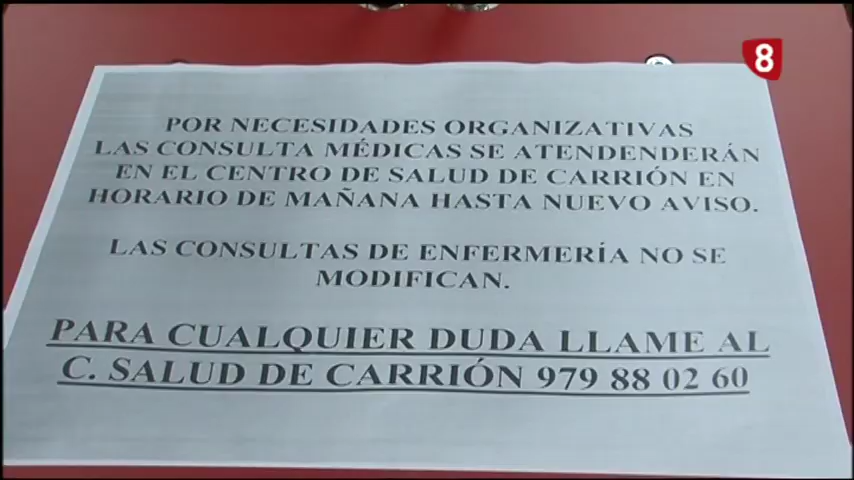 8
POR NECESIDADES ORGANIZATIVAS
LAS CONSULTA MÉDICAS SE ATENDENDERÁN
EN EL CENTRO DE SALUD DE CARRIÓN EN
HORARIO DE MAÑANA HASTA NUEVO AVISO.
LAS CONSULTAS DE ENFERMERÍA NO SE
MODIFICAN.
PARA CUALQUIER DUDA LLAME AL
C. SALUD DE CARRIÓN 979 88 02 60